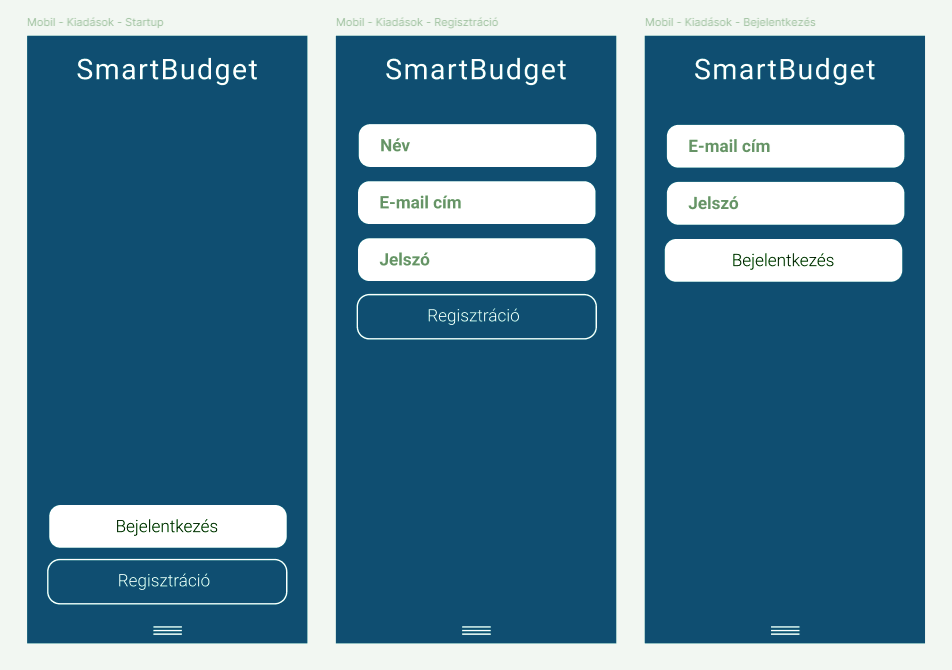 Mobil - Kiadások - Startup
SmartBudget
Bejelentkezés
Regisztráció
Mobil - Kiadások - Regisztráció
SmartBudget
Név
E-mail cím
Jelszó
Regisztráció
Mobil - Kiadások - Bejelentkezés
SmartBudget
E-mail cím
Jelszó
Bejelentkezés